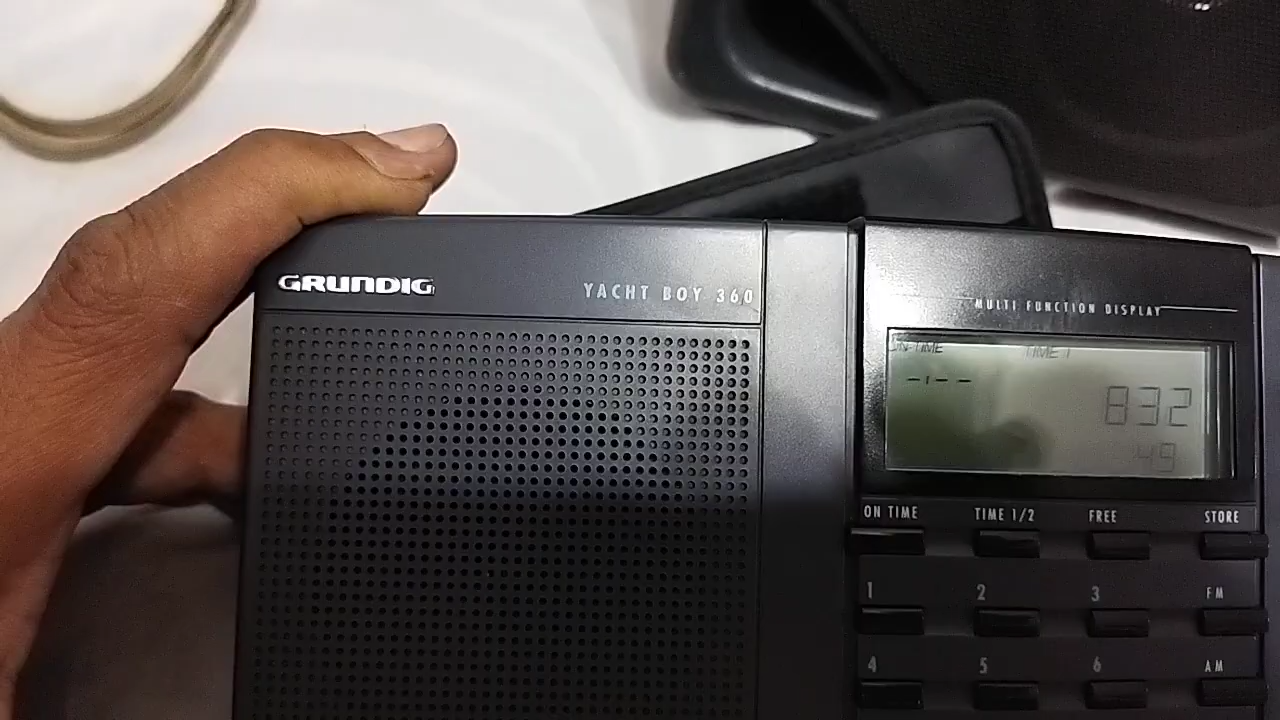 GRUNDIG
YACHT BOY 360
MULTI FUNCTION DISPLAY
ON-TIME TIME 1
-:--
832
49
ON TIME TIME 1/2 FREE STORE
1 2 3 FM
4 5 6 AM